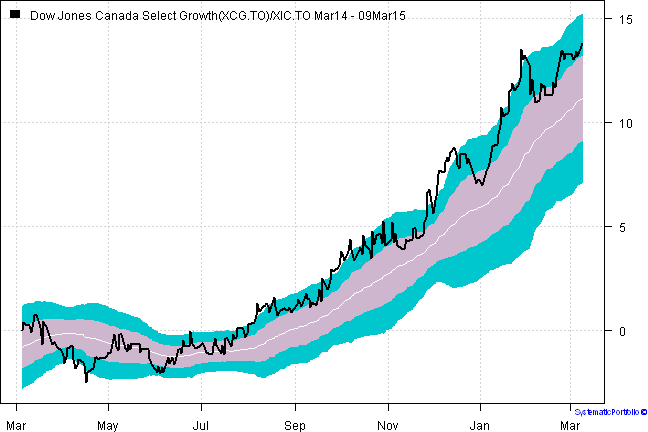 Dow Jones Canada Select Growth(XCG.TO)/XIC.TO Mar14 - 09Mar15
15
10
5
0
Mar May Jul Sep Nov Jan Mar
SystematicPortfolio ©